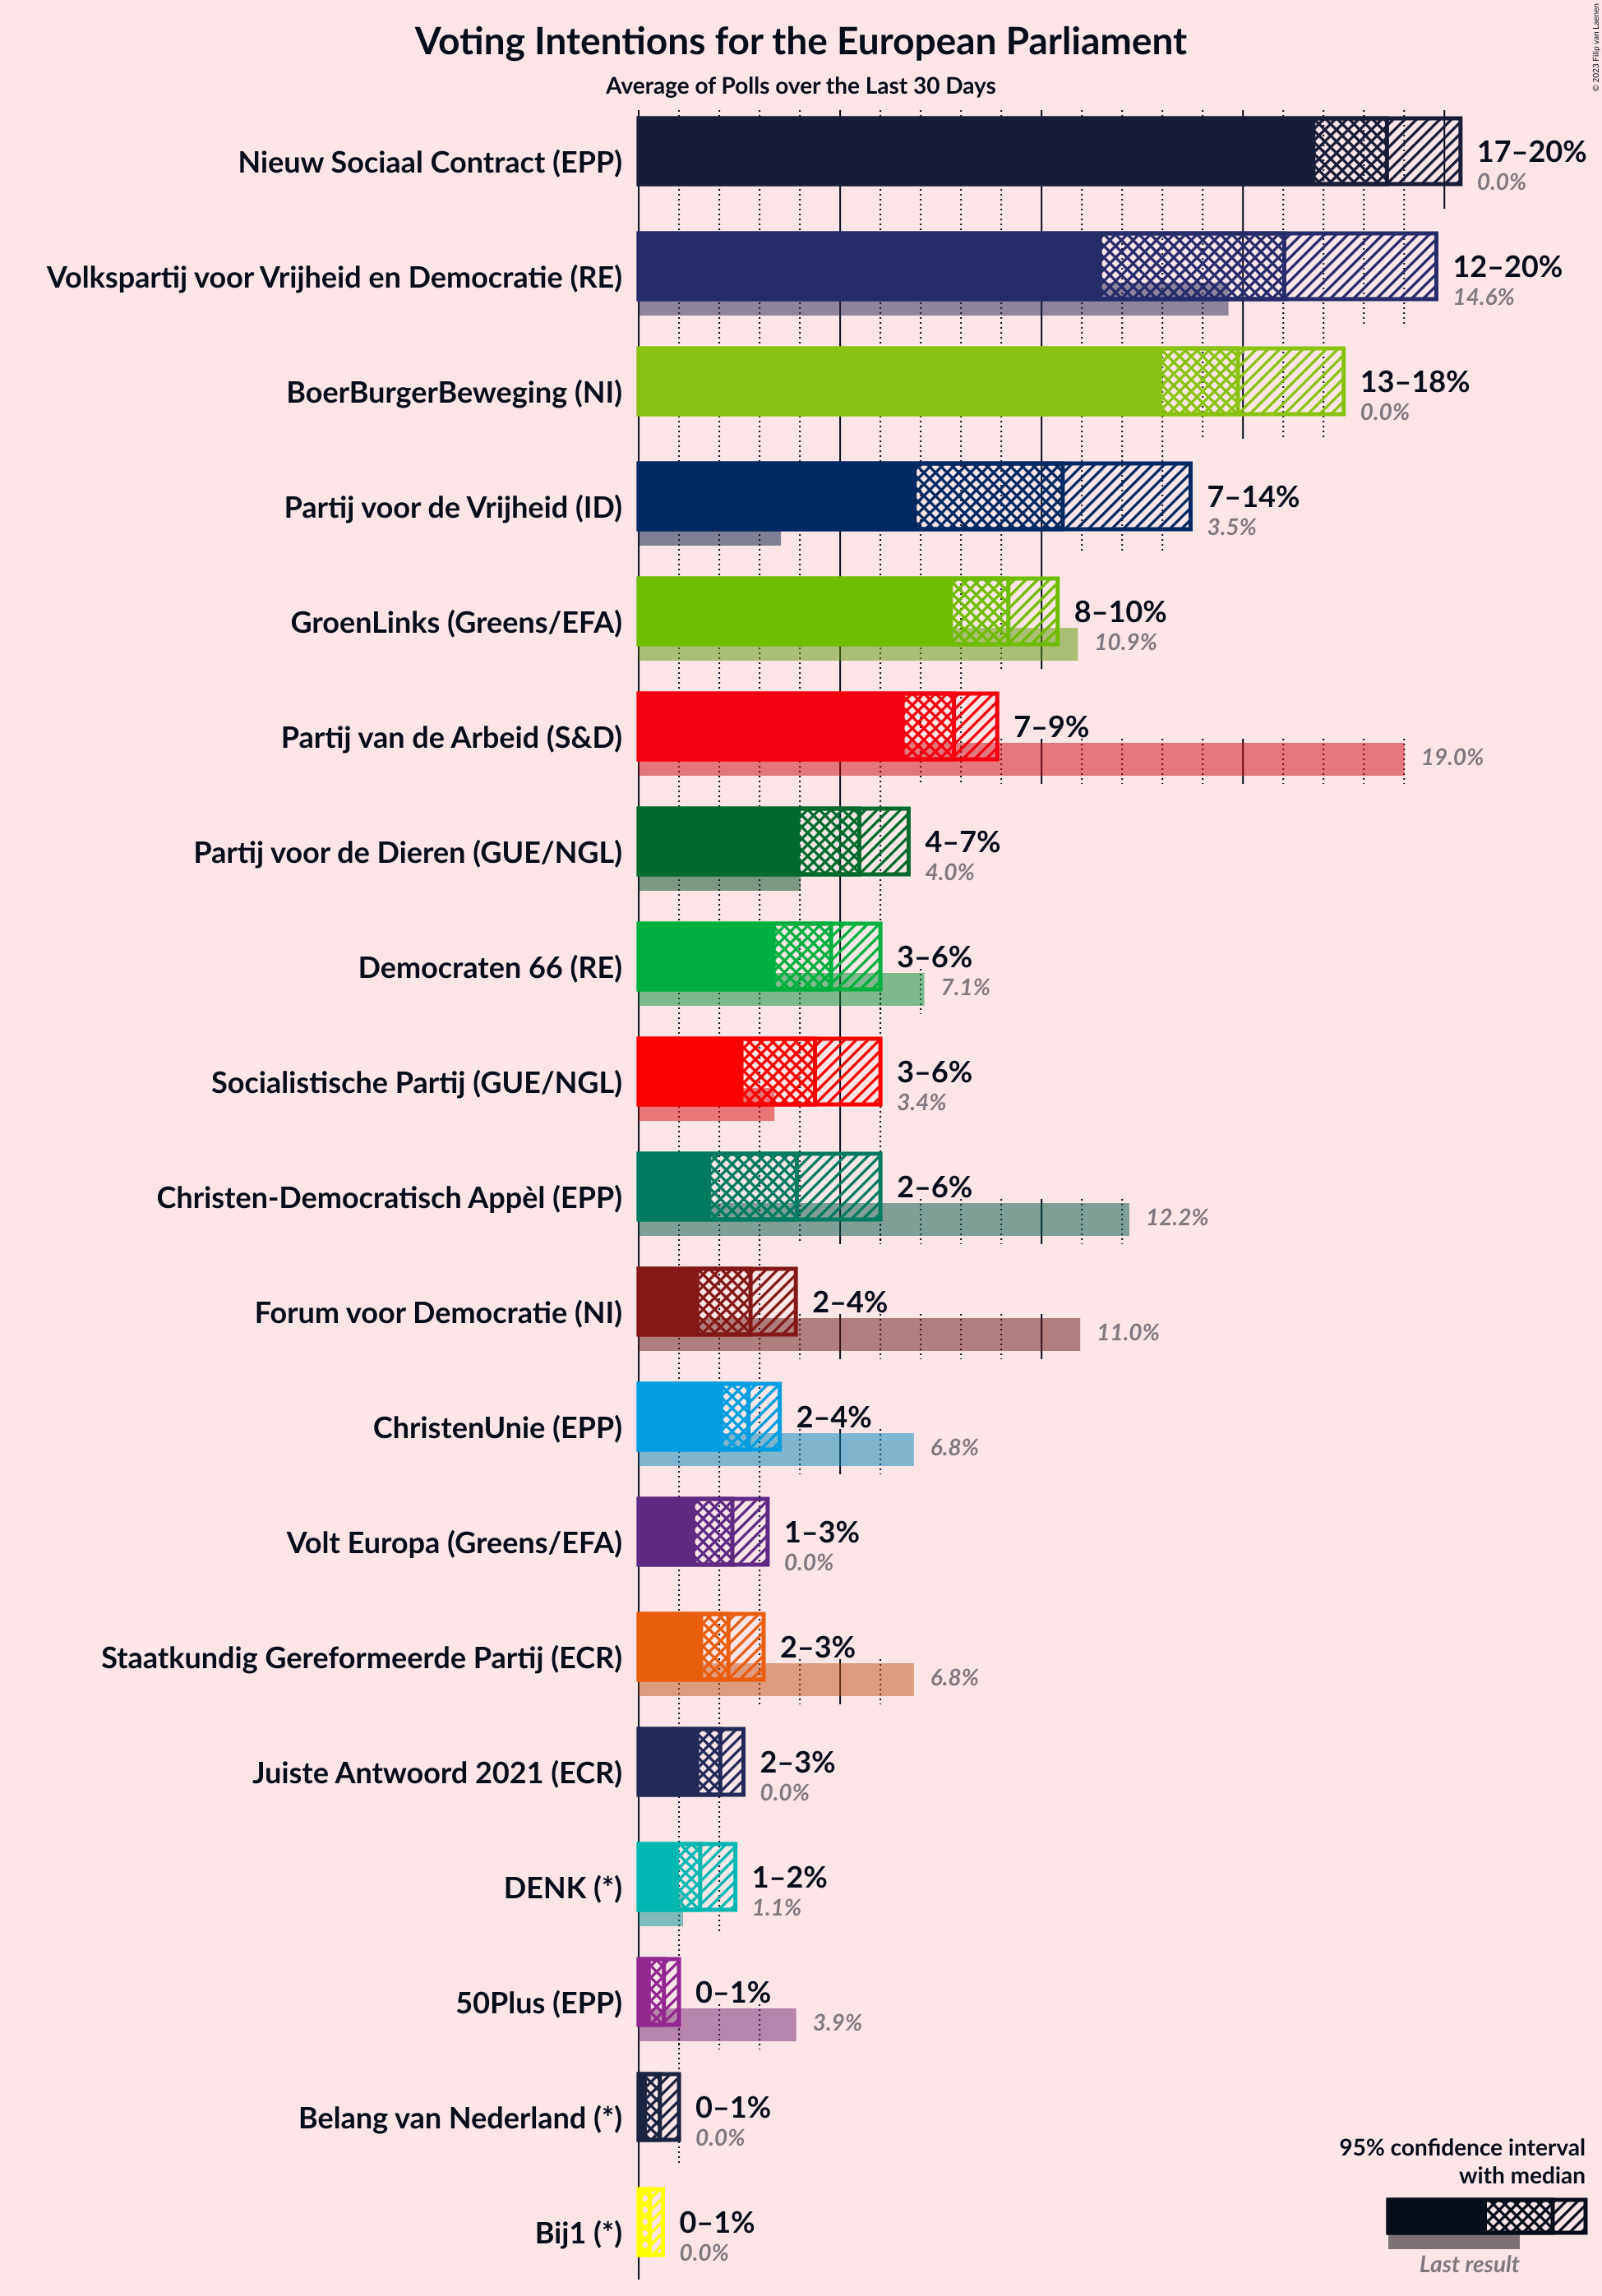 Voting Intentions for the European Parliament
Average of Polls over the Last 30 Days
© 2023 Filip van Laenen
Nieuw Sociaal Contract (EPP)
17–20%
0.0%
Volkspartij voor Vrijheid en Democratie (RE)
12–20%
14.6%
BoerBurgerBeweging (NI)
13–18%
0.0%
Partij voor de Vrijheid (ID)
7–14%
3.5%
GroenLinks (Greens/EFA)
8–10%
10.9%
Partij van de Arbeid (S&D)
7–9%
19.0%
Partij voor de Dieren (GUE/NGL)
4–7%
4.0%
Democraten 66 (RE)
3–6%
7.1%
Socialistische Partij (GUE/NGL)
3–6%
3.4%
Christen-Democratisch Appèl (EPP)
2–6%
12.2%
Forum voor Democratie (NI)
2–4%
11.0%
ChristenUnie (EPP)
2–4%
6.8%
Volt Europa (Greens/EFA)
1–3%
0.0%
Staatkundig Gereformeerde Partij (ECR)
2–3%
6.8%
Juiste Antwoord 2021 (ECR)
2–3%
0.0%
DENK (*)
1–2%
1.1%
50Plus (EPP)
0–1%
3.9%
Belang van Nederland (*)
0–1%
0.0%
Bij1 (*)
0–1%
0.0%
95% confidence interval
with median
Last result